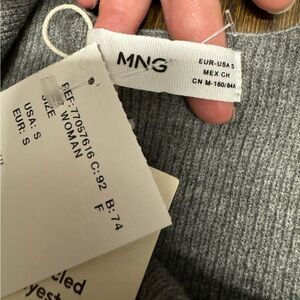 MNG
EUR-USA S
MEX CH
CN M-160/84A
REF: 77057616 C: 92 B: 74
WOMAN F
SIZE
USA: S
EUR: S